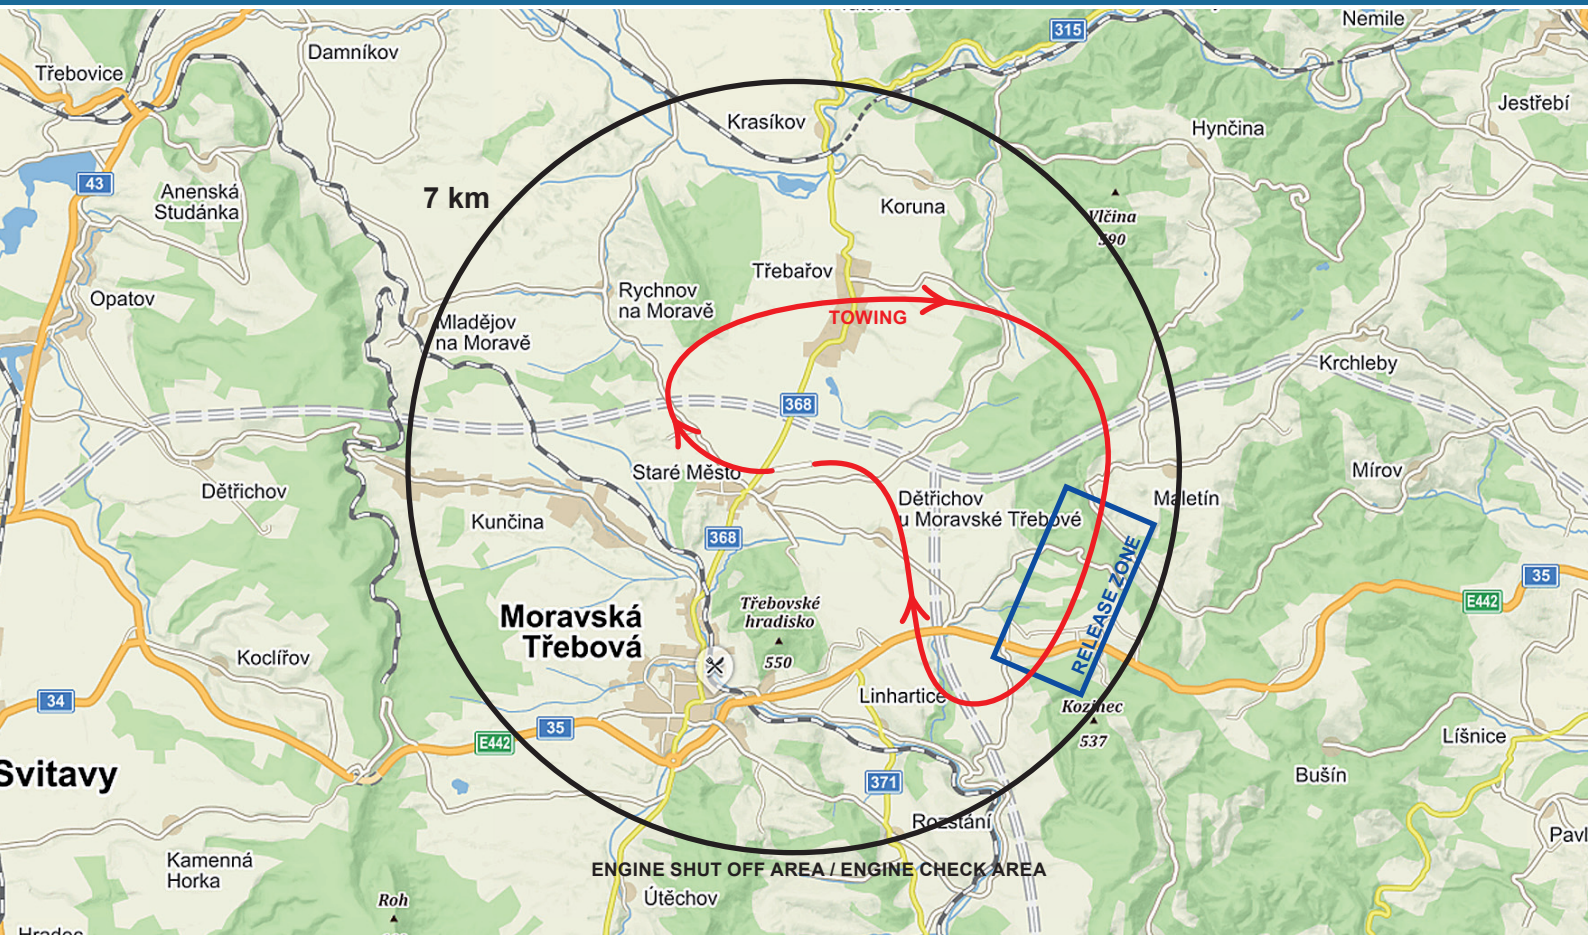 315
Nemile
Damníkov
Třebovice
Jestřebí
Krasíkov
Hynčina
43
Anenská
Studánka
7 km
Koruna
Vlčina
590
Třebařov
Opatov
Rychnov
na Moravě
TOWING
Mladějov
na Moravě
Krchleby
368
Staré Město
Mírov
Dětřichov
Dětřichov
u Moravské Třebové
Maletín
Kunčina
368
RELEASE ZONE
35
E442
Třebovské
hradisko
550
Moravská
Třebová
Koclířov
Linhartice
Kozinec
537
34
35
E442
Líšnice
Svitavy
Bušín
371
Rozstání
Pavl
Kamenná
Horka
ENGINE SHUT OFF AREA / ENGINE CHECK AREA
Útěchov
Roh
Hradec